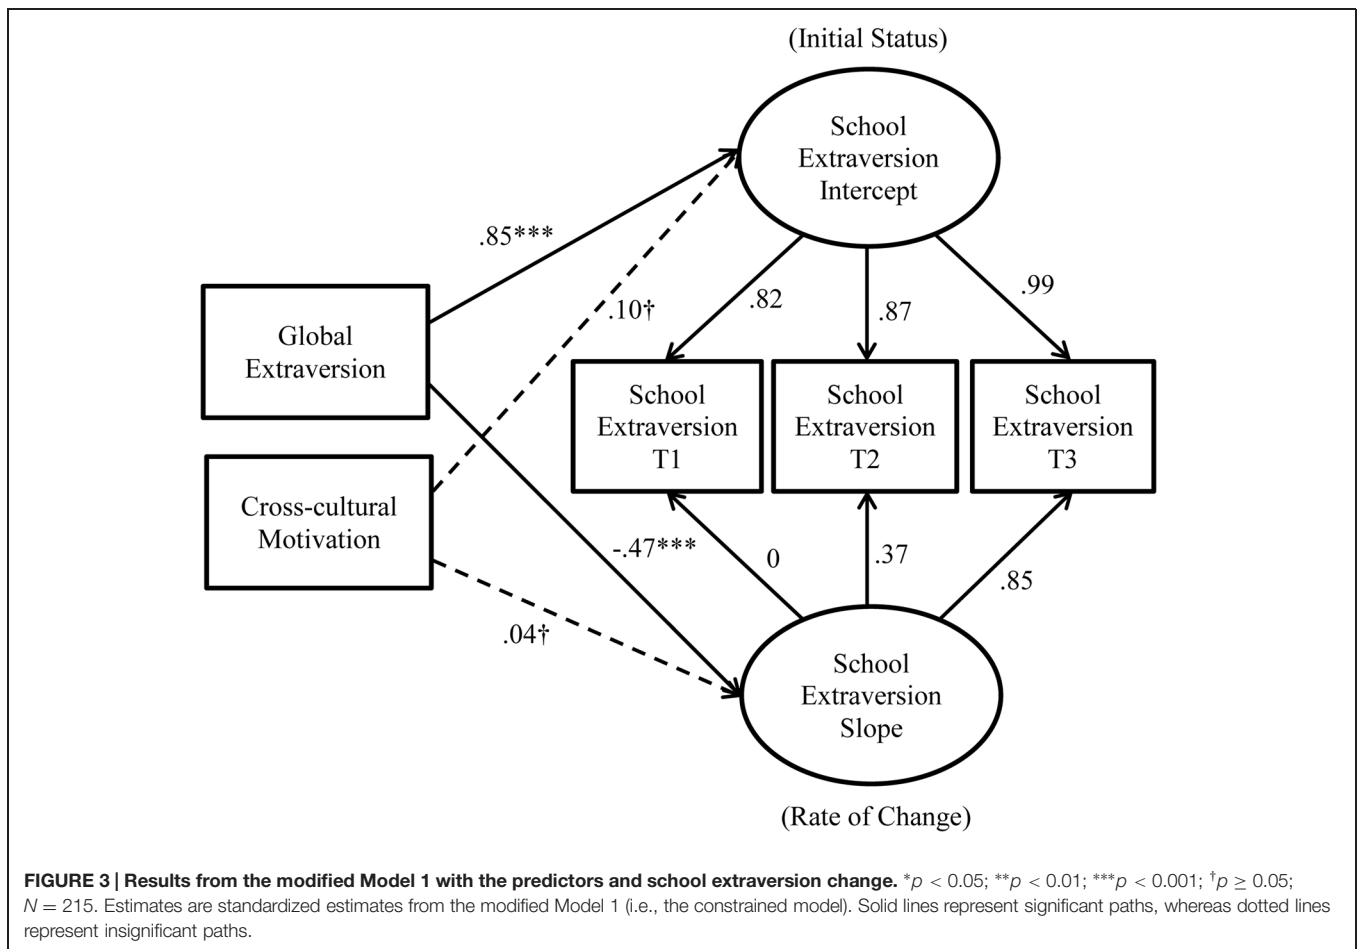 (Initial Status)
School
Extraversion
Intercept
.85***
.10†
.82
.87
.99
Global
Extraversion
School
Extraversion
T1
School
Extraversion
T2
School
Extraversion
T3
Cross-cultural
Motivation
-.47***
0
.37
.85
.04†
School
Extraversion
Slope
(Rate of Change)
FIGURE 3 | Results from the modified Model 1 with the predictors and school extraversion change. *p < 0.05; **p < 0.01; ***p < 0.001; †p ≥ 0.05;
N = 215. Estimates are standardized estimates from the modified Model 1 (i.e., the constrained model). Solid lines represent significant paths, whereas dotted lines
represent insignificant paths.